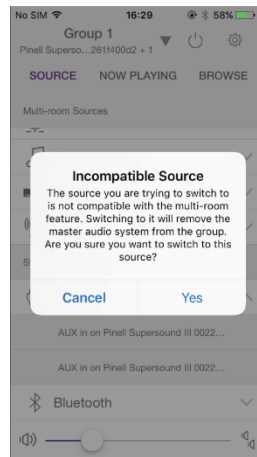 No SIM 16:29 58%
Group 1
Pinell Superso...261f400d2 + 1
SOURCE NOW PLAYING BROWSE
Multi-room Sources
Incompatible Source
The source you are trying to switch to
is not compatible with the multi-room
feature. Switching to it will remove the
master audio system from the group.
Are you sure you want to switch to this
source?
Cancel Yes
AUX in on Pinell Supersound III 0022...
AUX in on Pinell Supersound III 0022...
Bluetooth